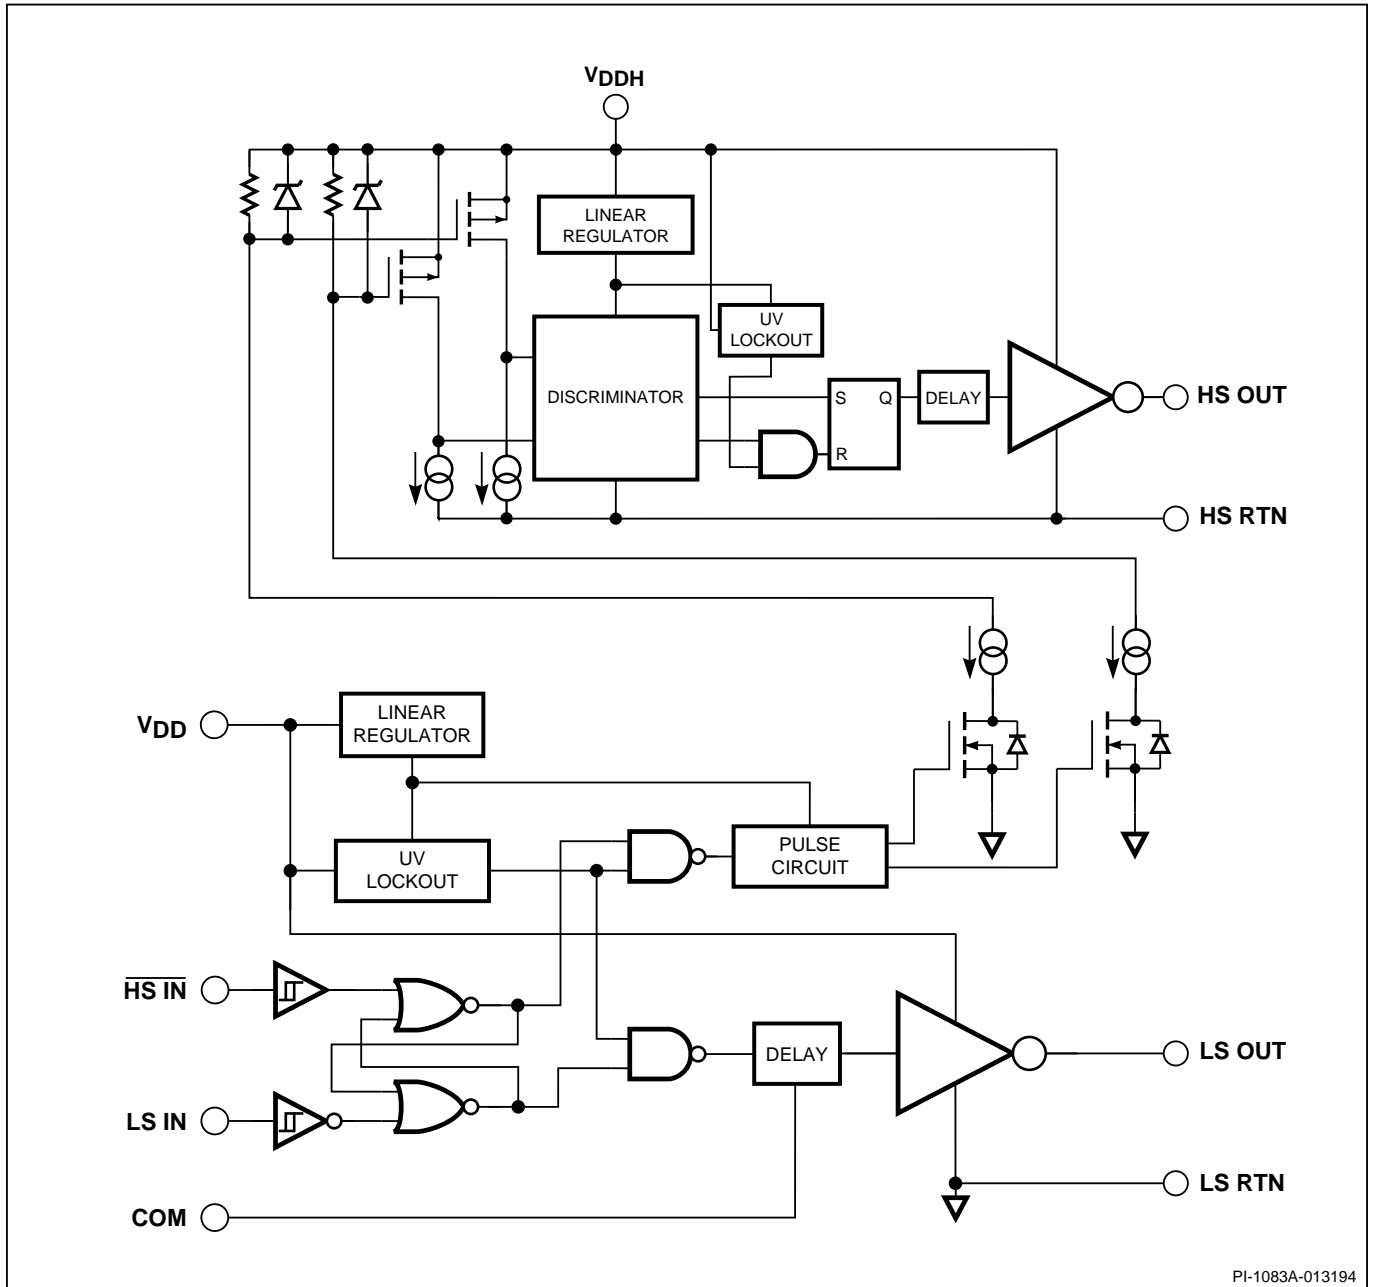 VDDH
LINEAR
REGULATOR
UV
LOCKOUT
DISCRIMINATOR
S Q
R
DELAY
HS OUT
HS RTN
VDD
LINEAR
REGULATOR
UV
LOCKOUT
PULSE
CIRCUIT
HS IN
LS IN
DELAY
LS OUT
LS RTN
COM
PI-1083A-013194